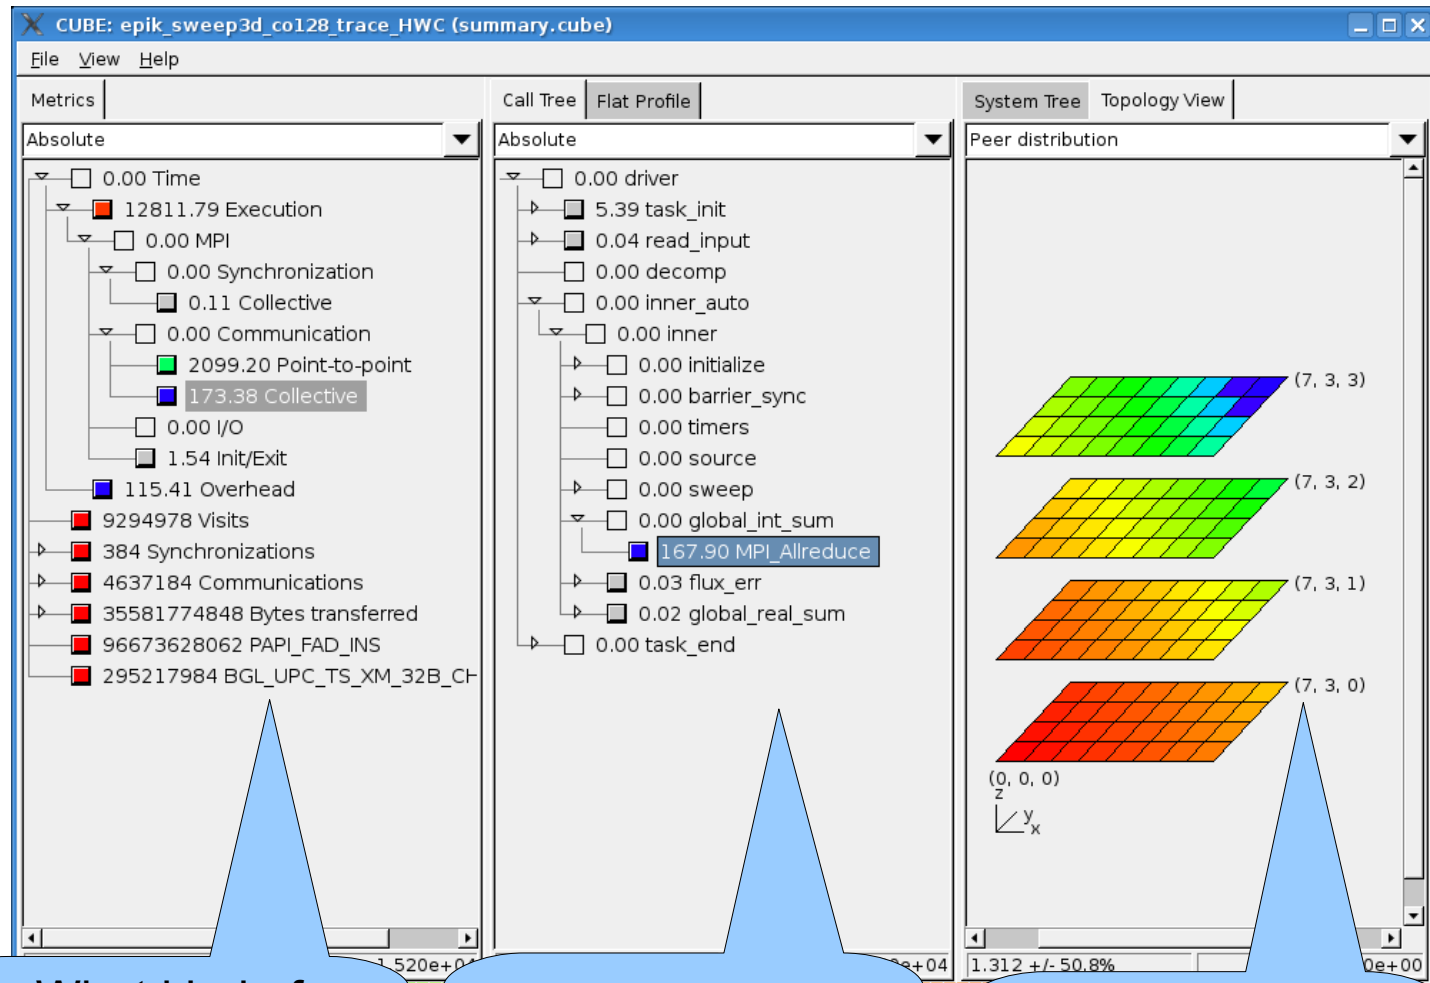 CUBE: epik_sweep3d_co128_trace_HWC (summary.cube)
File View Help
Metrics
Absolute
0.00 Time
12811.79 Execution
0.00 MPI
0.00 Synchronization
0.11 Collective
0.00 Communication
2099.20 Point-to-point
173.38 Collective
0.00 I/O
1.54 Init/Exit
115.41 Overhead
9294978 Visits
384 Synchronizations
4637184 Communications
35581774848 Bytes transferred
96673628062 PAPI_FAD_INS
295217984 BGL_UPC_TS_XM_32B_CH
1.520e+04
Call Tree Flat Profile
Absolute
0.00 driver
5.39 task_init
0.04 read_input
0.00 decomp
0.00 inner_auto
0.00 inner
0.00 initialize
0.00 barrier_sync
0.00 timers
0.00 source
0.00 sweep
0.00 global_int_sum
167.90 MPI_Allreduce
0.03 flux_err
0.02 global_real_sum
0.00 task_end
e+04
System Tree Topology View
Peer distribution
(7, 3, 3)
(7, 3, 2)
(7, 3, 1)
(7, 3, 0)
(0, 0, 0)
z
y
x
1.312 +/- 50.8%
0e+00